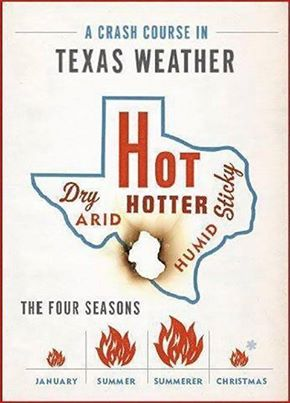 A CRASH COURSE IN
TEXAS WEATHER
HOT
HOTTER
Dry
ARID
HUMID
Sticky
THE FOUR SEASONS
JANUARY
SUMMER
SUMMERER
CHRISTMAS